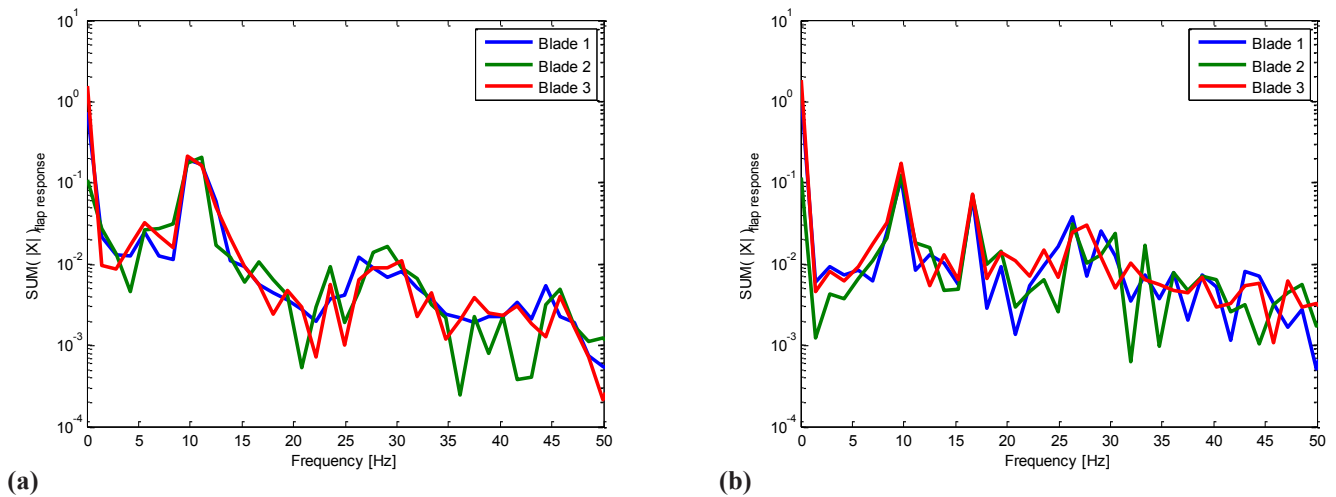 10^1
10^0
10^-1
10^-2
10^-3
10^-4
SUM( |X| )flap response
0 5 10 15 20 25 30 35 40 45 50
Frequency [Hz]
Blade 1
Blade 2
Blade 3
(a)
10^1
10^0
10^-1
10^-2
10^-3
10^-4
SUM( |X| )flap response
0 5 10 15 20 25 30 35 40 45 50
Frequency [Hz]
Blade 1
Blade 2
Blade 3
(b)